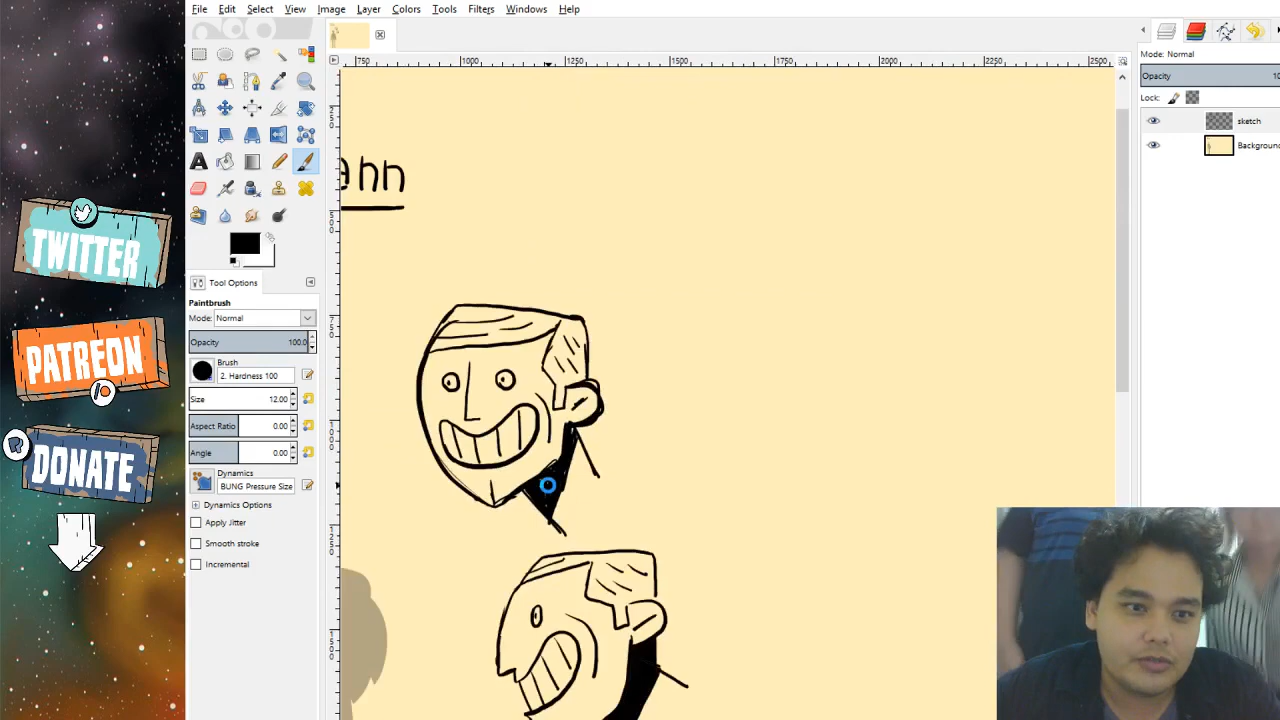 File Edit Select View Image Layer Colors Tools Filters Windows Help
750 1000 1250 1500 1750 2000 2250 2500
Mode: Normal
Opacity 10
Lock:
sketch
Background
TWITTER
PATREON
DONATE
Tool Options
Paintbrush
Mode: Normal
Opacity 100.0
Brush
2. Hardness 100
Size 12.00
Aspect Ratio 0.00
Angle 0.00
Dynamics
BUNG Pressure Size
Dynamics Options
Apply Jitter
Smooth stroke
Incremental